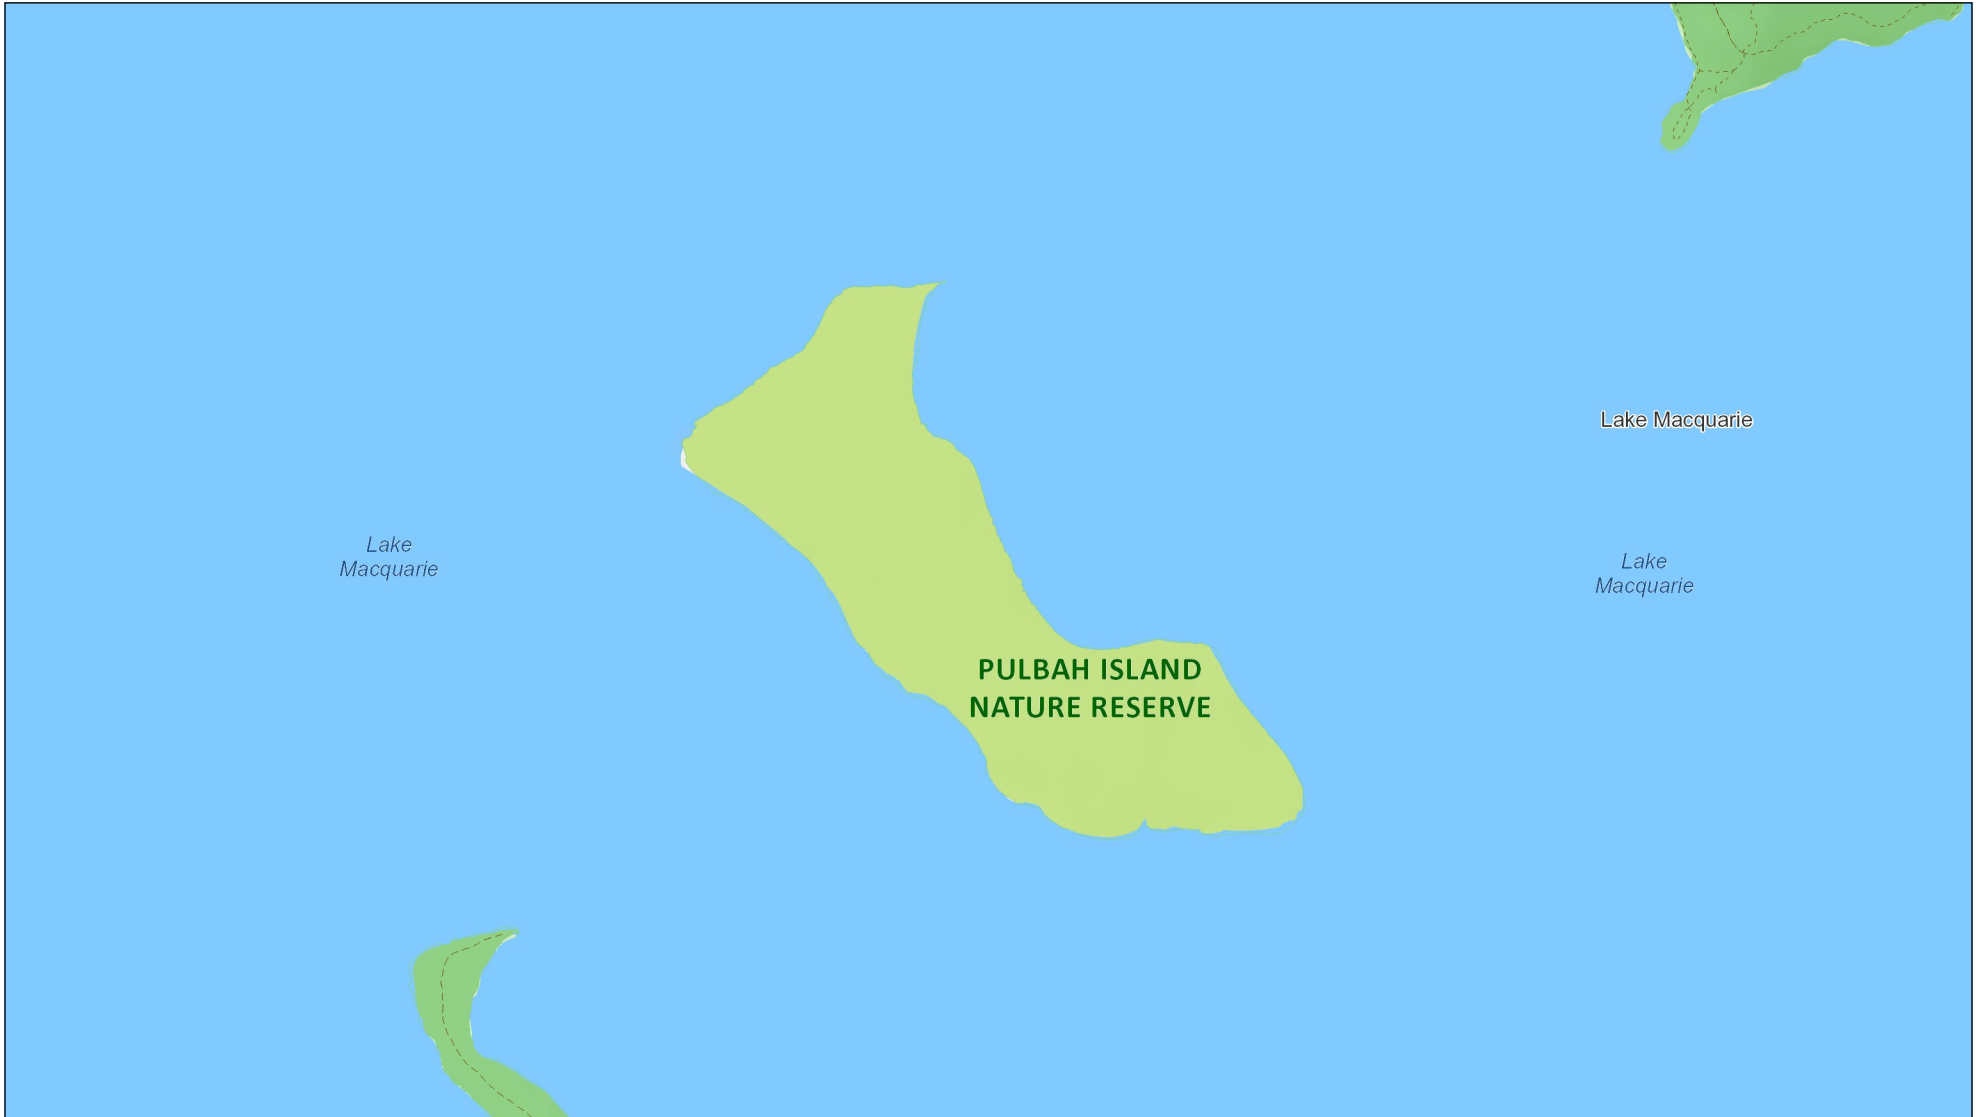 Lake Macquarie
Lake
Macquarie
Lake
Macquarie
PULBAH ISLAND
NATURE RESERVE